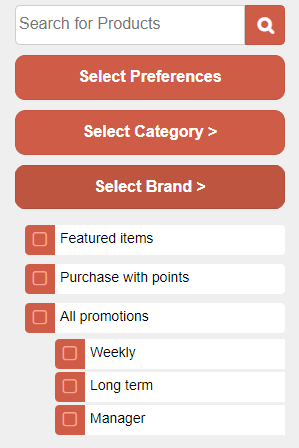 Search for Products
Select Preferences
Select Category >
Select Brand >
Featured items
Purchase with points
All promotions
Weekly
Long term
Manager